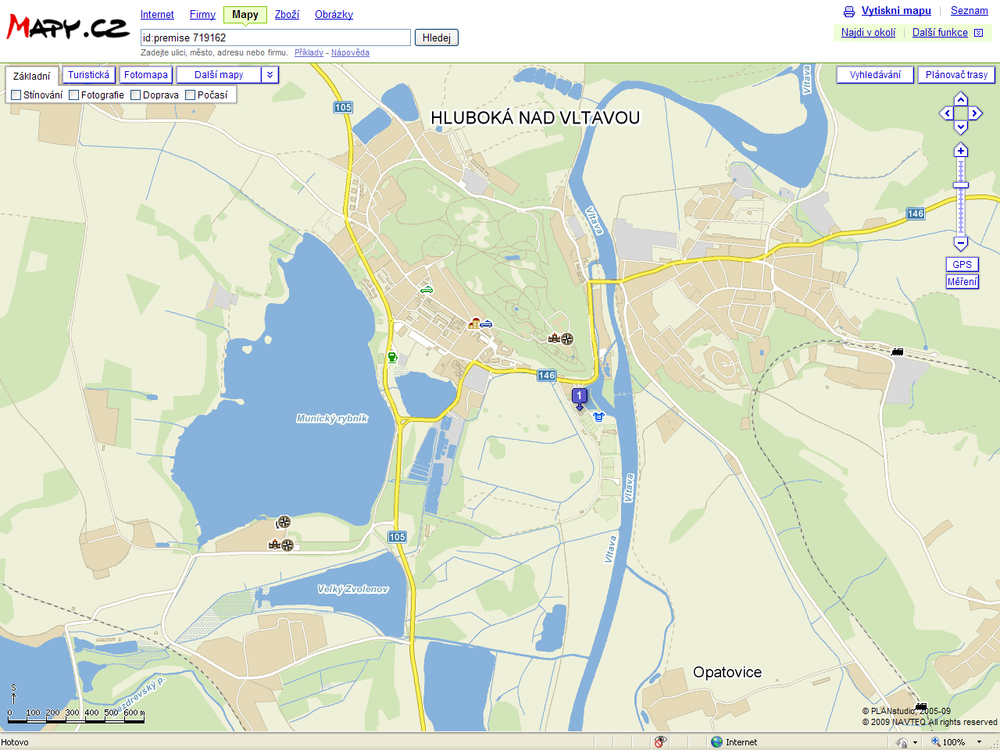 MAPY.CZ
Internet Firmy Mapy Zboží Obrázky
Vytiskni mapu Seznam
id:premise 719162 Hledej
Najdi v okolí Další funkce
Zadejte ulici, město, adresu nebo firmu. Příklady - Nápověda
Základní Turistická Fotomapa Další mapy
Vyhledávání Plánovač trasy
Stínování Fotografie Doprava Počasí
Vltava
105
HLUBOKÁ NAD VLTAVOU
Vltava
146
GPS
Měření
146
1
10
Munický rybník
Vltava
105
Vltava
Velký Zvolenov
Opatovice
ezdrevský p.
S
0 100 200 300 400 500 600 m
© PLANstudio, 2005-09
© 2009 NAVTEQ All rights reserved
Hotovo
Internet
100%